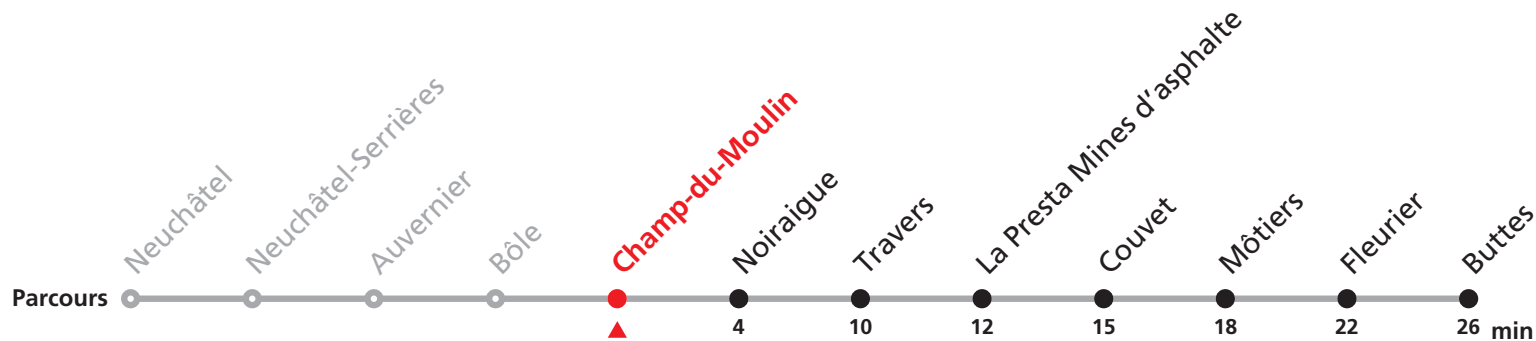 Neuchâtel
Neuchâtel-Serrières
Auvernier
Bôle
Champ-du-Moulin
Noiraigue
Travers
La Presta Mines d'asphalte
Couvet
Môtiers
Fleurier
Buttes
Parcours
4 10 12 15 18 22 26 min